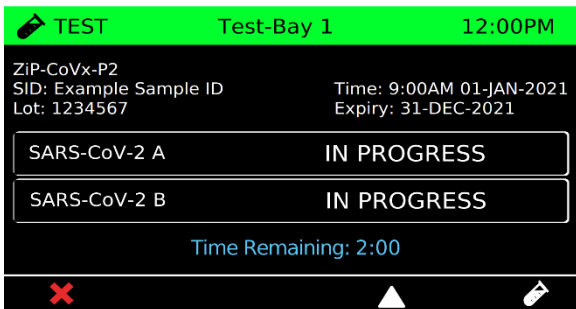 TEST Test-Bay 1 12:00PM
ZiP-CoVx-P2
SID: Example Sample ID Time: 9:00AM 01-JAN-2021
Lot: 1234567 Expiry: 31-DEC-2021
SARS-CoV-2 A IN PROGRESS
SARS-CoV-2 B IN PROGRESS
Time Remaining: 2:00